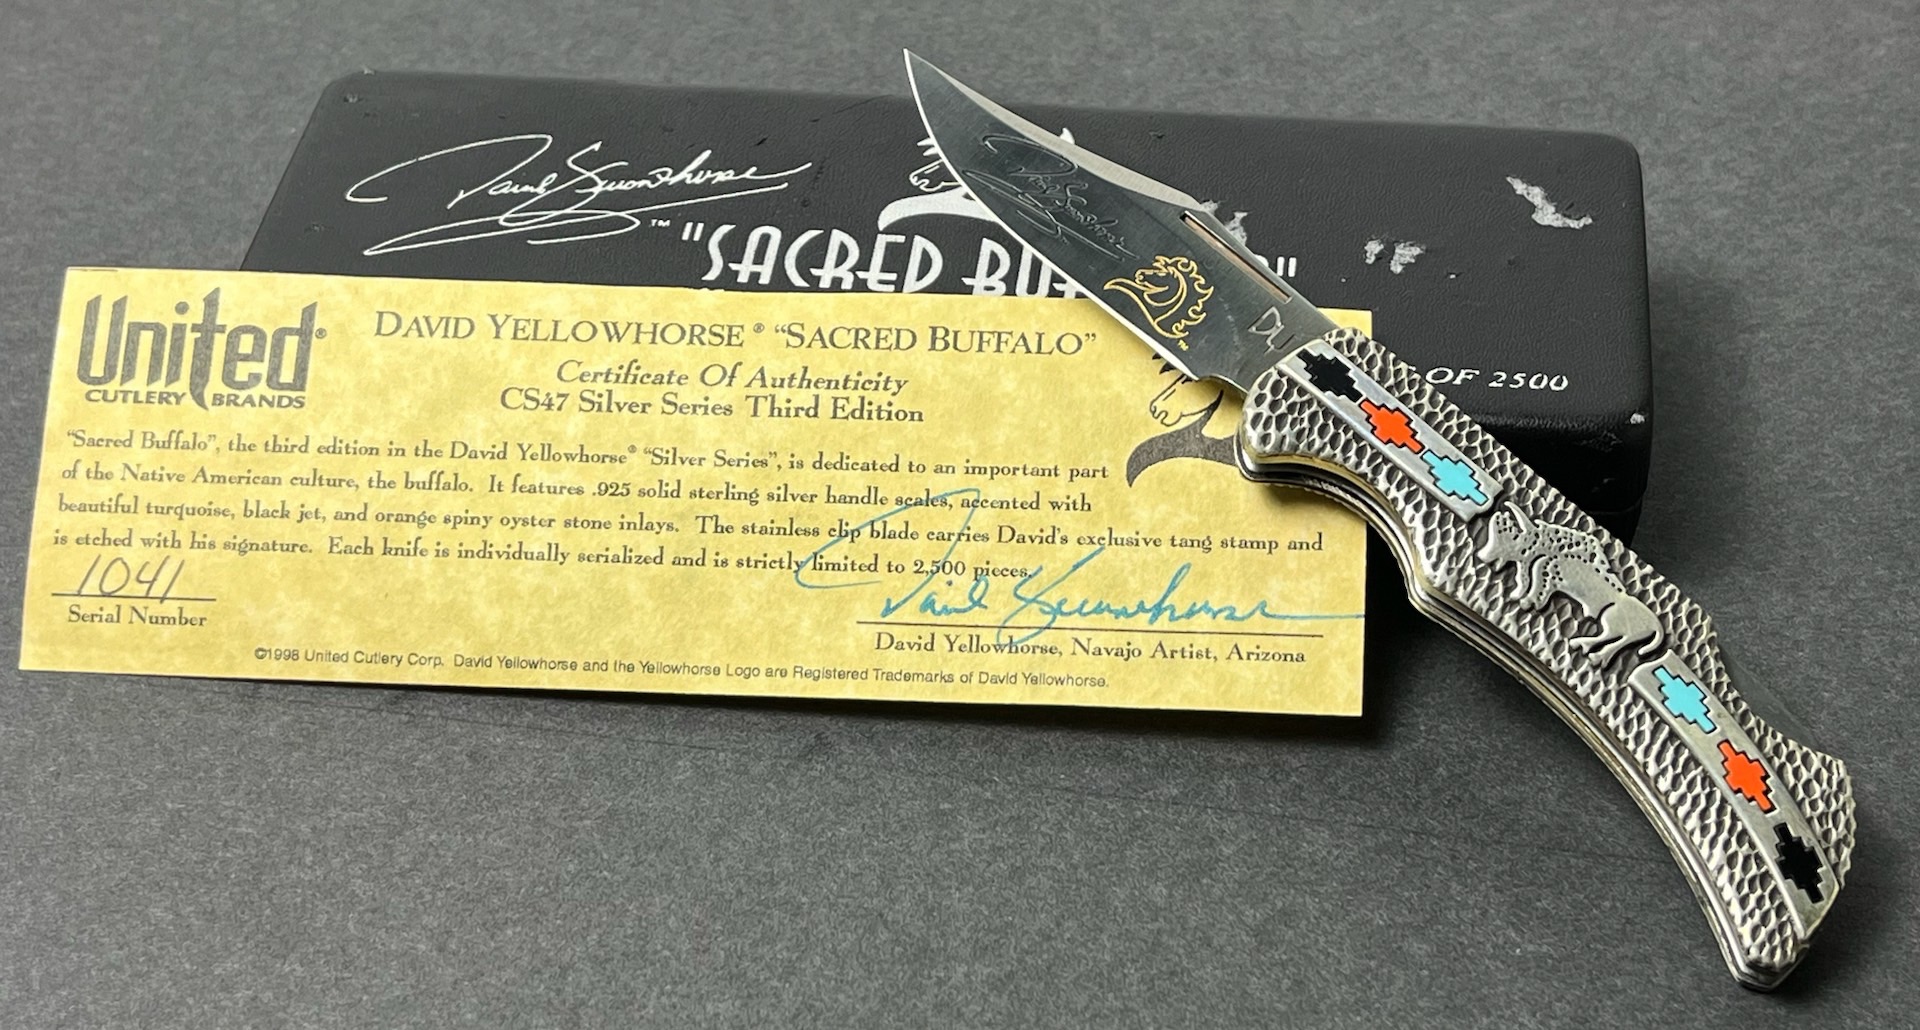 David Yellowhorse ™
"SACRED BU
"
OF 2500
David Yellowhorse
™
DY
United®
CUTLERY BRANDS
DAVID YELLOWHORSE® "SACRED BUFFALO"
Certificate Of Authenticity
CS47 Silver Series Third Edition
"Sacred Buffalo", the third edition in the David Yellowhorse® "Silver Series", is dedicated to an important part
of the Native American culture, the buffalo. It features .925 solid sterling silver handle scales, accented with
beautiful turquoise, black jet, and orange spiny oyster stone inlays. The stainless clip blade carries David's exclusive tang stamp and
is etched with his signature. Each knife is individually serialized and is strictly limited to 2,500 pieces.
1041
Serial Number
David Yellowhorse
David Yellowhorse, Navajo Artist, Arizona
©1998 United Cutlery Corp. David Yellowhorse and the Yellowhorse Logo are Registered Trademarks of David Yellowhorse.